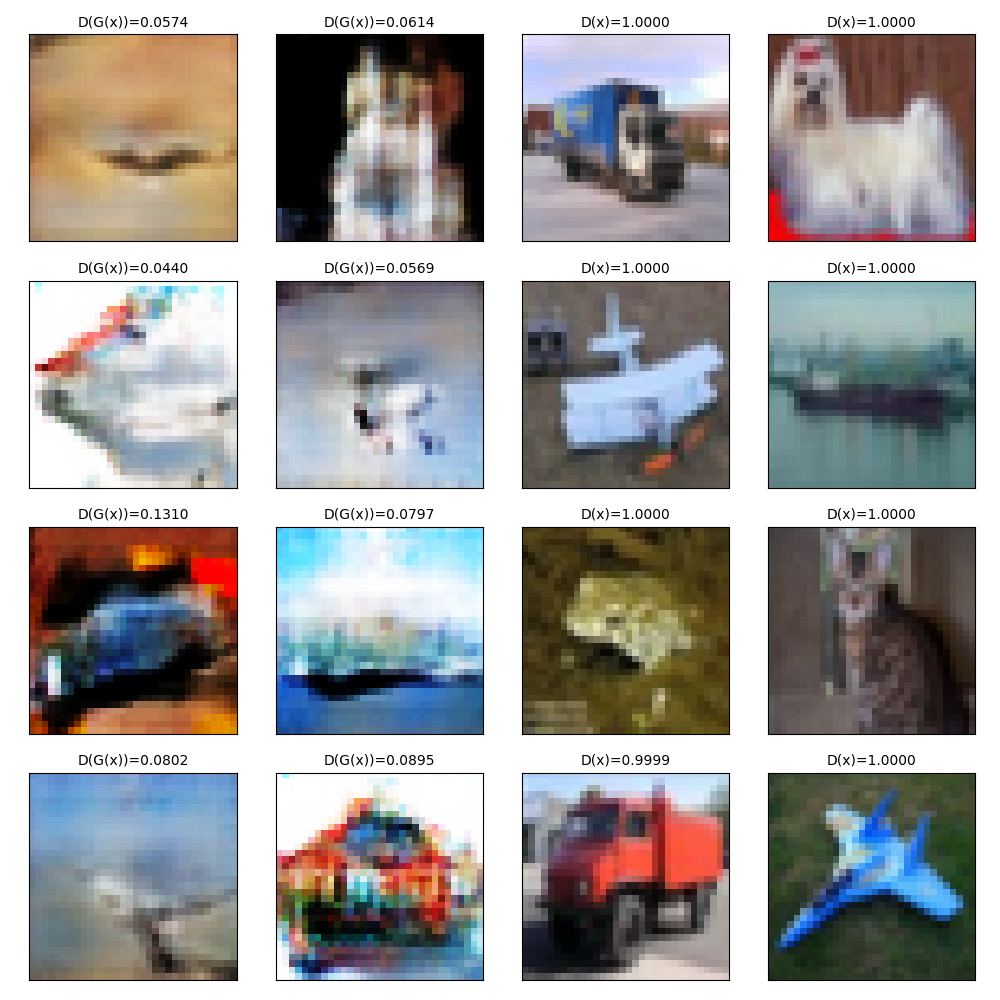 D(G(x))=0.0574 D(G(x))=0.0614 D(x)=1.0000 D(x)=1.0000
D(G(x))=0.0440 D(G(x))=0.0569 D(x)=1.0000 D(x)=1.0000
D(G(x))=0.1310 D(G(x))=0.0797 D(x)=1.0000 D(x)=1.0000
D(G(x))=0.0802 D(G(x))=0.0895 D(x)=0.9999 D(x)=1.0000